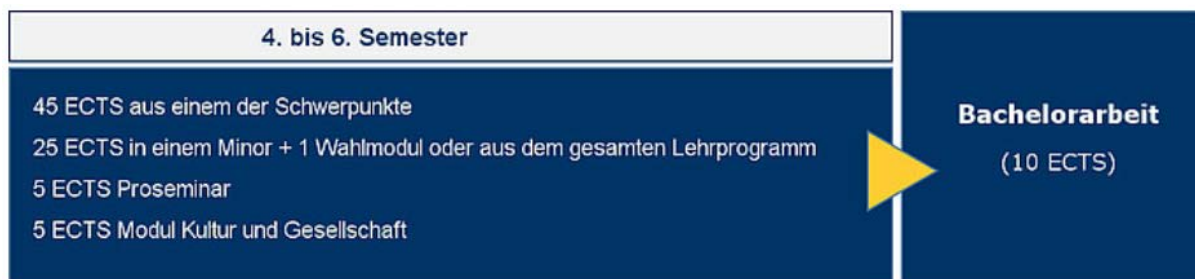 4. bis 6. Semester
45 ECTS aus einem der Schwerpunkte
25 ECTS in einem Minor + 1 Wahlmodul oder aus dem gesamten Lehrprogramm
5 ECTS Proseminar
5 ECTS Modul Kultur und Gesellschaft
Bachelorarbeit
(10 ECTS)